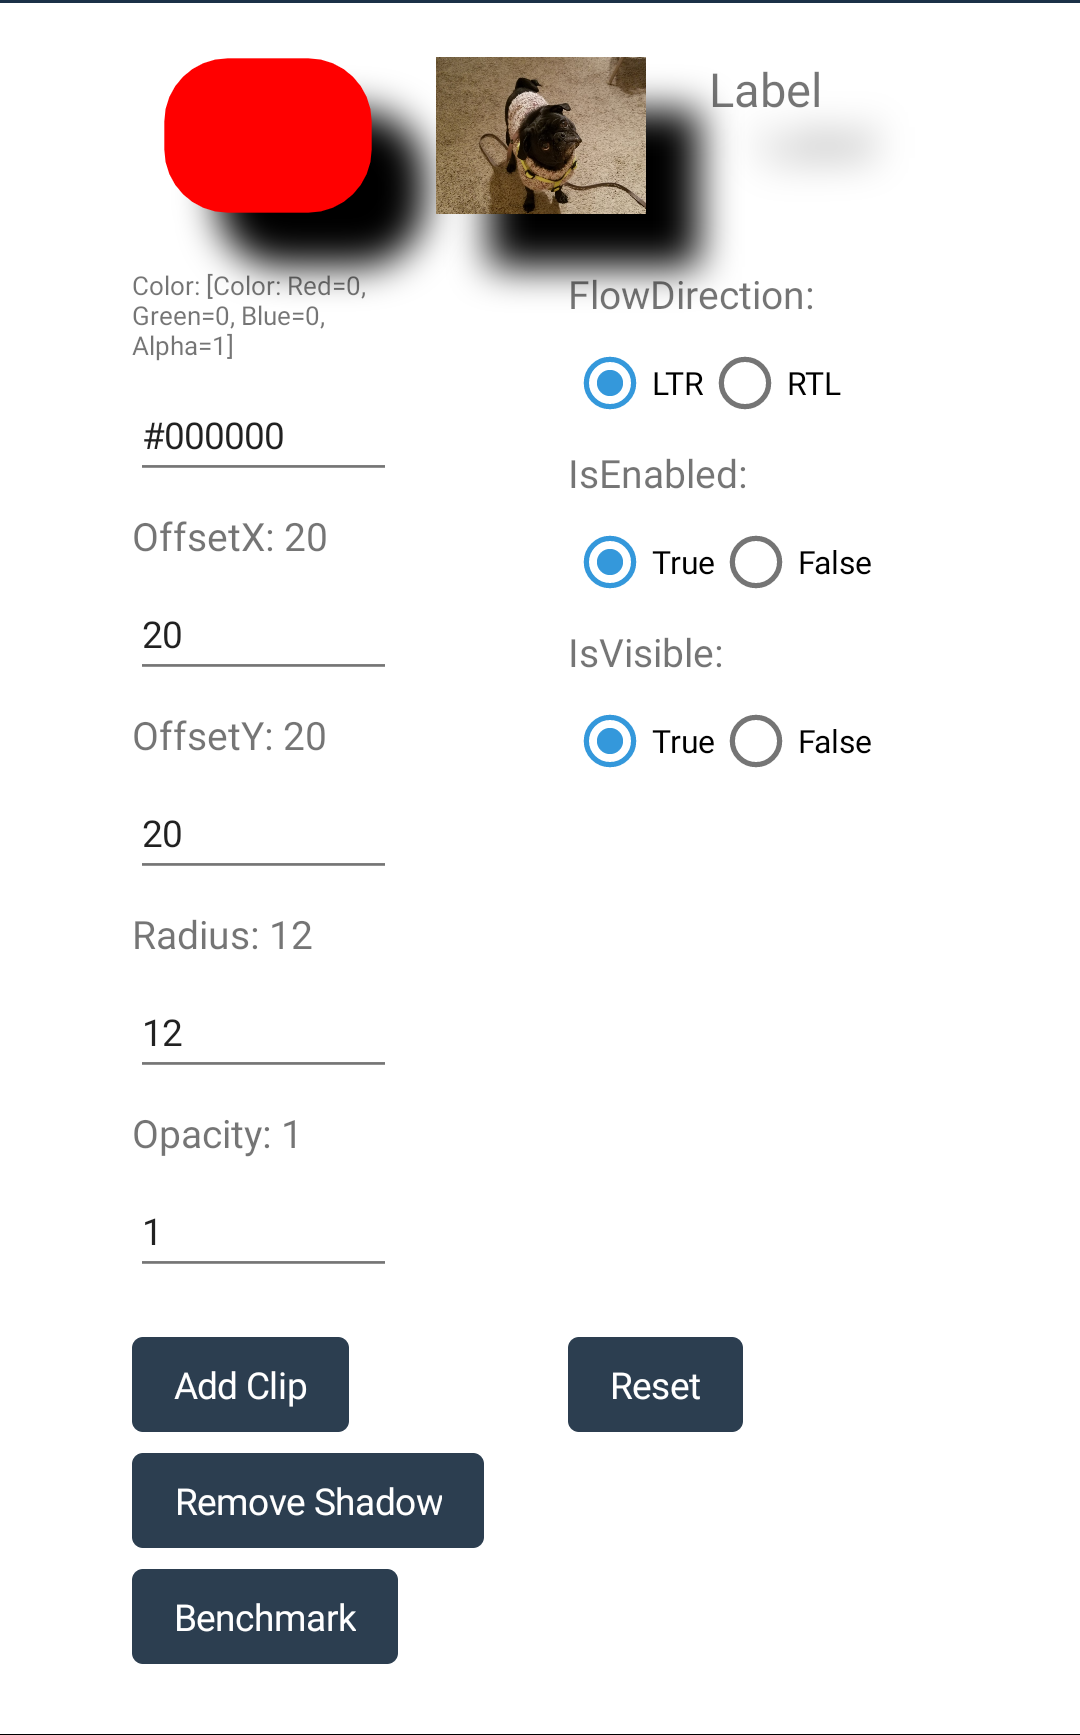 Label
Color: [Color: Red=0,
Green=0, Blue=0,
Alpha=1]
#000000
OffsetX: 20
20
OffsetY: 20
20
Radius: 12
12
Opacity: 1
1
FlowDirection:
LTR RTL
IsEnabled:
True False
IsVisible:
True False
Add Clip
Reset
Remove Shadow
Benchmark